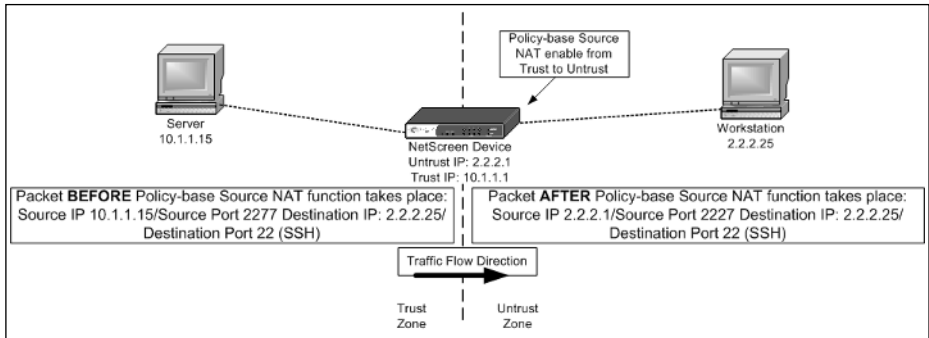 Policy-base Source
NAT enable from
Trust to Untrust
Server
10.1.1.15
NetScreen Device
Untrust IP: 2.2.2.1
Trust IP: 10.1.1.1
Workstation
2.2.2.25
Packet BEFORE Policy-base Source NAT function takes place:
Source IP 10.1.1.15/Source Port 2277 Destination IP: 2.2.2.25/
Destination Port 22 (SSH)
Packet AFTER Policy-base Source NAT function takes place:
Source IP 2.2.2.1/Source Port 2227 Destination IP: 2.2.2.25/
Destination Port 22 (SSH)
Traffic Flow Direction
Trust
Zone
Untrust
Zone